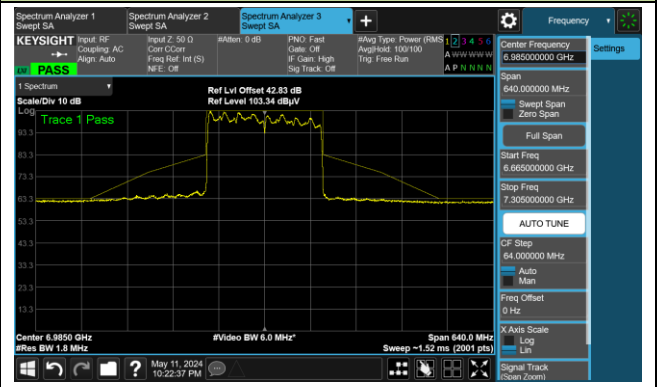 Spectrum Analyzer 1
Swept SA
Spectrum Analyzer 2
Swept SA
Spectrum Analyzer 3
Swept SA
Frequency
KEYSIGHT
Input: RF
Coupling: AC
Align: Auto
Input Z: 50 Ω
Corr CCorr
Freq Ref: Int (S)
NFE: Off
#Atten: 0 dB
PNO: Fast
Gate: Off
IF Gain: High
Sig Track: Off
#Avg Type: Power (RMS
Avg|Hold: 100/100
Trig: Free Run
1 2 3 4 5 6
A W W W W W
A P N N N N
PASS
1 Spectrum
Scale/Div 10 dB
Ref Lvl Offset 42.83 dB
Ref Level 103.34 dBµV
Log
Trace 1 Pass
93.3
83.3
73.3
63.3
53.3
43.3
33.3
23.3
13.3
Center 6.9850 GHz
#Res BW 1.8 MHz
#Video BW 6.0 MHz*
Span 640.0 MHz
Sweep ~1.52 ms (2001 pts)
Center Frequency
6.985000000 GHz
Settings
Span
640.000000 MHz
Swept Span
Zero Span
Full Span
Start Freq
6.665000000 GHz
Stop Freq
7.305000000 GHz
AUTO TUNE
CF Step
64.000000 MHz
Auto
Man
Freq Offset
0 Hz
X Axis Scale
Log
Lin
Signal Track
(Span Zoom)
May 11, 2024
10:22:37 PM